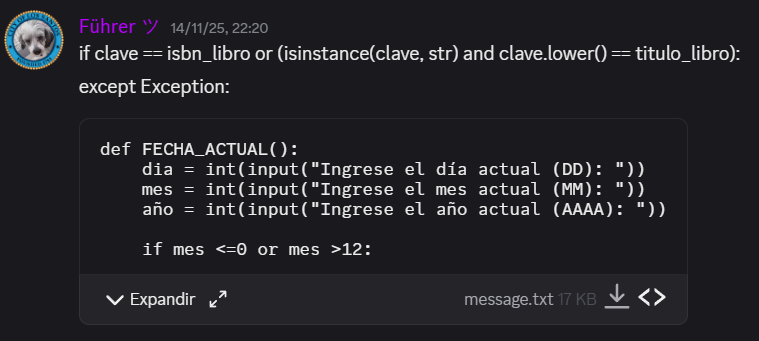 Führer ツ 14/11/25, 22:20
if clave == isbn_libro or (isinstance(clave, str) and clave.lower() == titulo_libro):
except Exception:
def FECHA_ACTUAL():
    dia = int(input("Ingrese el día actual (DD): "))
    mes = int(input("Ingrese el mes actual (MM): "))
    año = int(input("Ingrese el año actual (AAAA): "))
    if mes <=0 or mes >12:
Expandir message.txt 17 KB <>